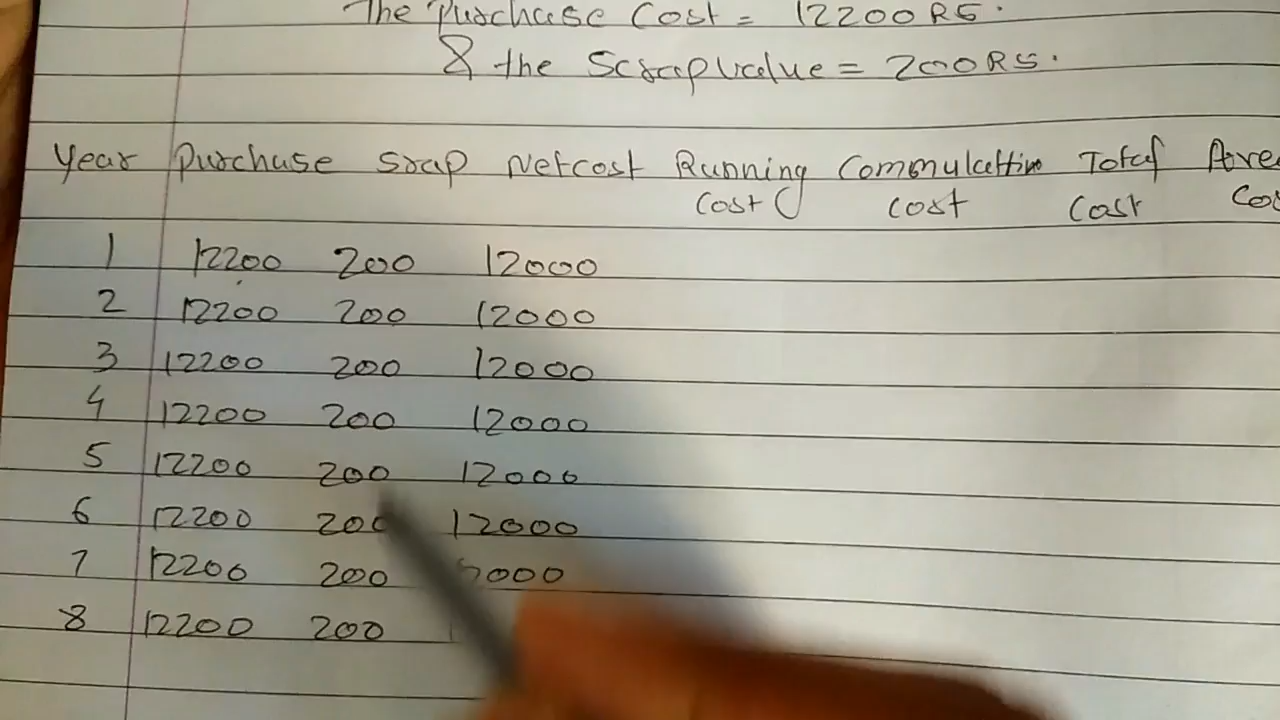 The Purchase Cost = 12200 RS.
& the Scrap Value = 200 RS.
Year Purchase Srap Netcost Running Commulcattive Total
Cost Cost Cost
1 12200 200 12000
2 12200 200 12000
3 12200 200 12000
4 12200 200 12000
5 12200 200 12000
6 12200 200 12000
7 12200 200
8 12200 200